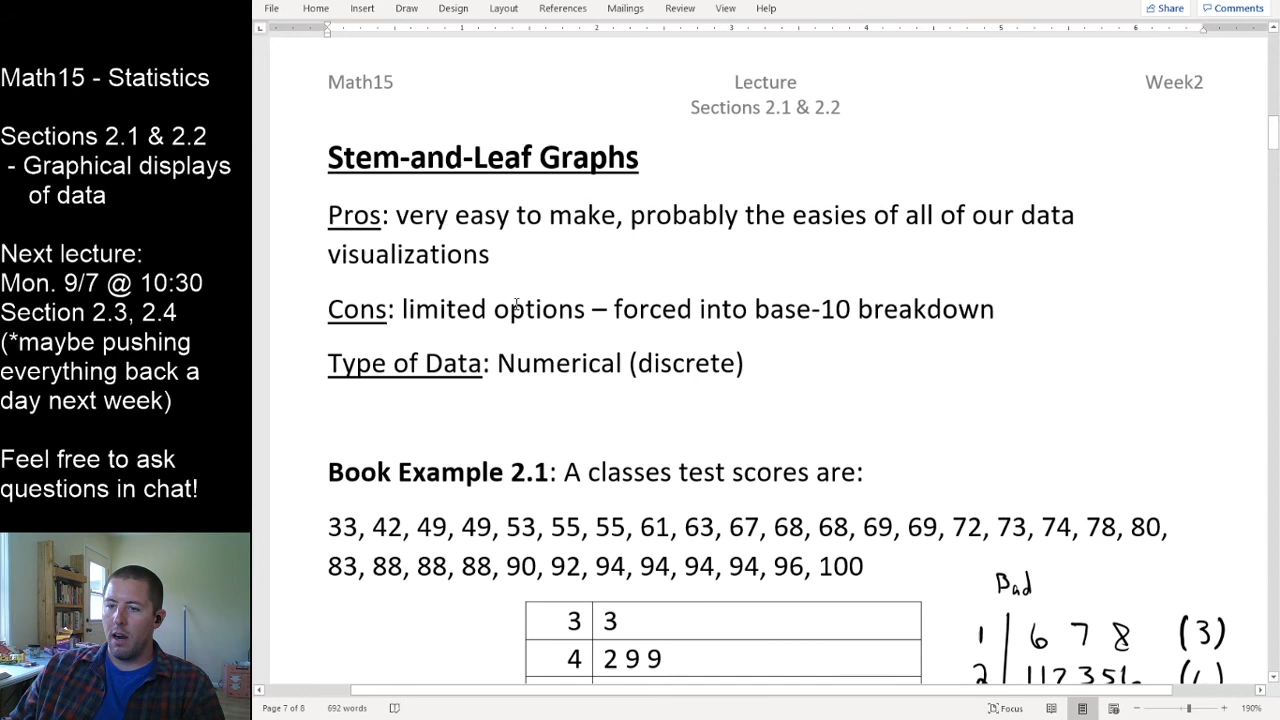 File Home Insert Draw Design Layout References Mailings Review View Help Share Comments
1 2 3 4 5 6
Math15 - Statistics
Sections 2.1 & 2.2
- Graphical displays
of data
Next lecture:
Mon. 9/7 @ 10:30
Section 2.3, 2.4
(*maybe pushing
everything back a
day next week)
Feel free to ask
questions in chat!
Math15 Lecture Week2
Sections 2.1 & 2.2
Stem-and-Leaf Graphs
Pros: very easy to make, probably the easies of all of our data
visualizations
Cons: limited options – forced into base-10 breakdown
Type of Data: Numerical (discrete)
Book Example 2.1: A classes test scores are:
33, 42, 49, 49, 53, 55, 55, 61, 63, 67, 68, 68, 69, 69, 72, 73, 74, 78, 80,
83, 88, 88, 88, 90, 92, 94, 94, 94, 94, 96, 100
3 3
4 2 9 9
Bad
1 6 7 8 (3)
2
Page 7 of 8 692 words Focus 190%